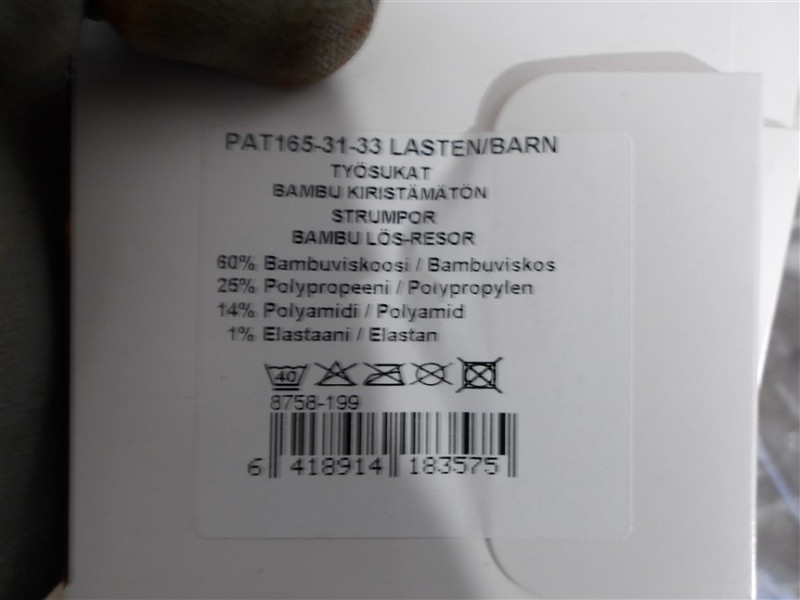 PAT165-31-33 LASTEN/BARN
TYÖSUKAT
BAMBU KIRISTÄMÄTÖN
STRUMPOR
BAMBU LÖS-RESOR
60% Bambuviskoosi / Bambuviskos
25% Polypropeeni / Polypropylen
14% Polyamidi / Polyamid
1% Elastaani / Elastan
40
8758-199
6 418914 183575